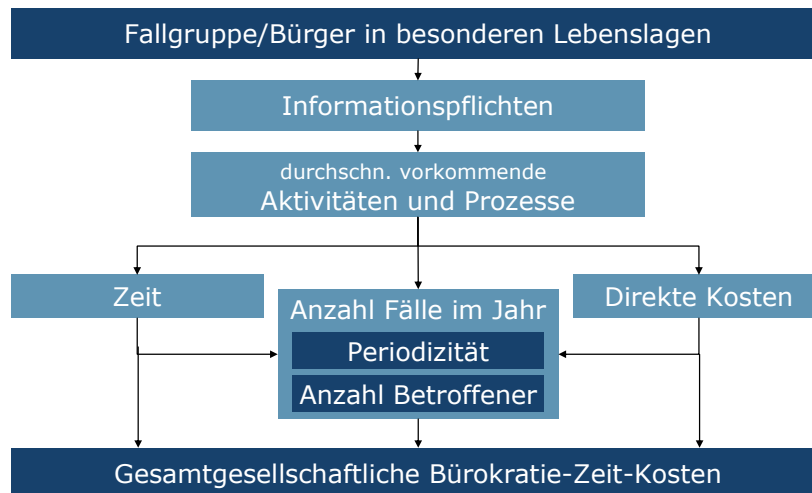 Fallgruppe/Bürger in besonderen Lebenslagen
Informationspflichten
durchschn. vorkommende
Aktivitäten und Prozesse
Zeit
Anzahl Fälle im Jahr
Direkte Kosten
Periodizität
Anzahl Betroffener
Gesamtgesellschaftliche Bürokratie-Zeit-Kosten